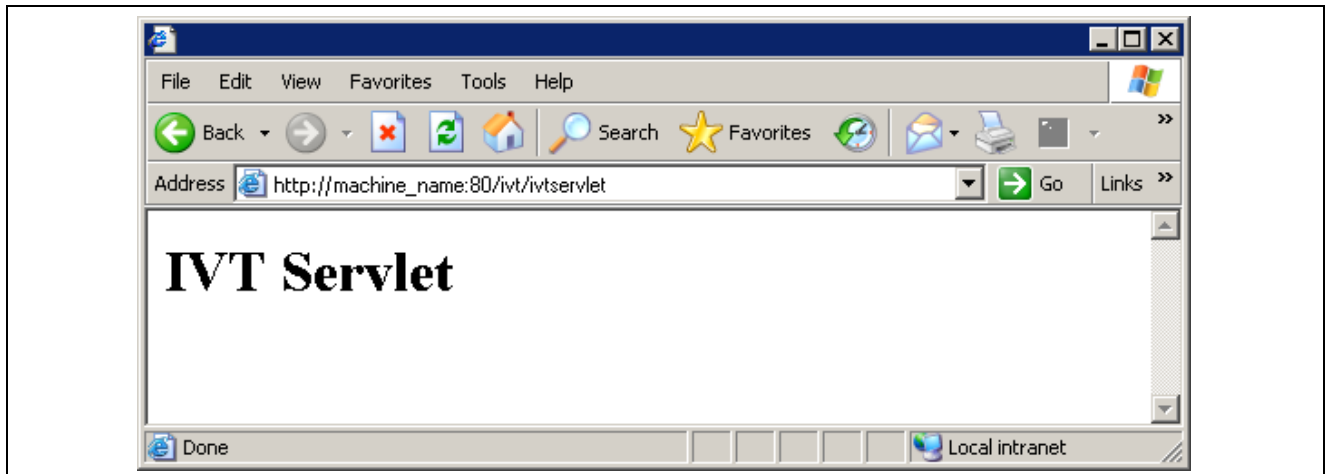 File Edit View Favorites Tools Help
Back Search Favorites »
Address http://machine_name:80/ivt/ivtservlet Go Links »
IVT Servlet
Done Local intranet